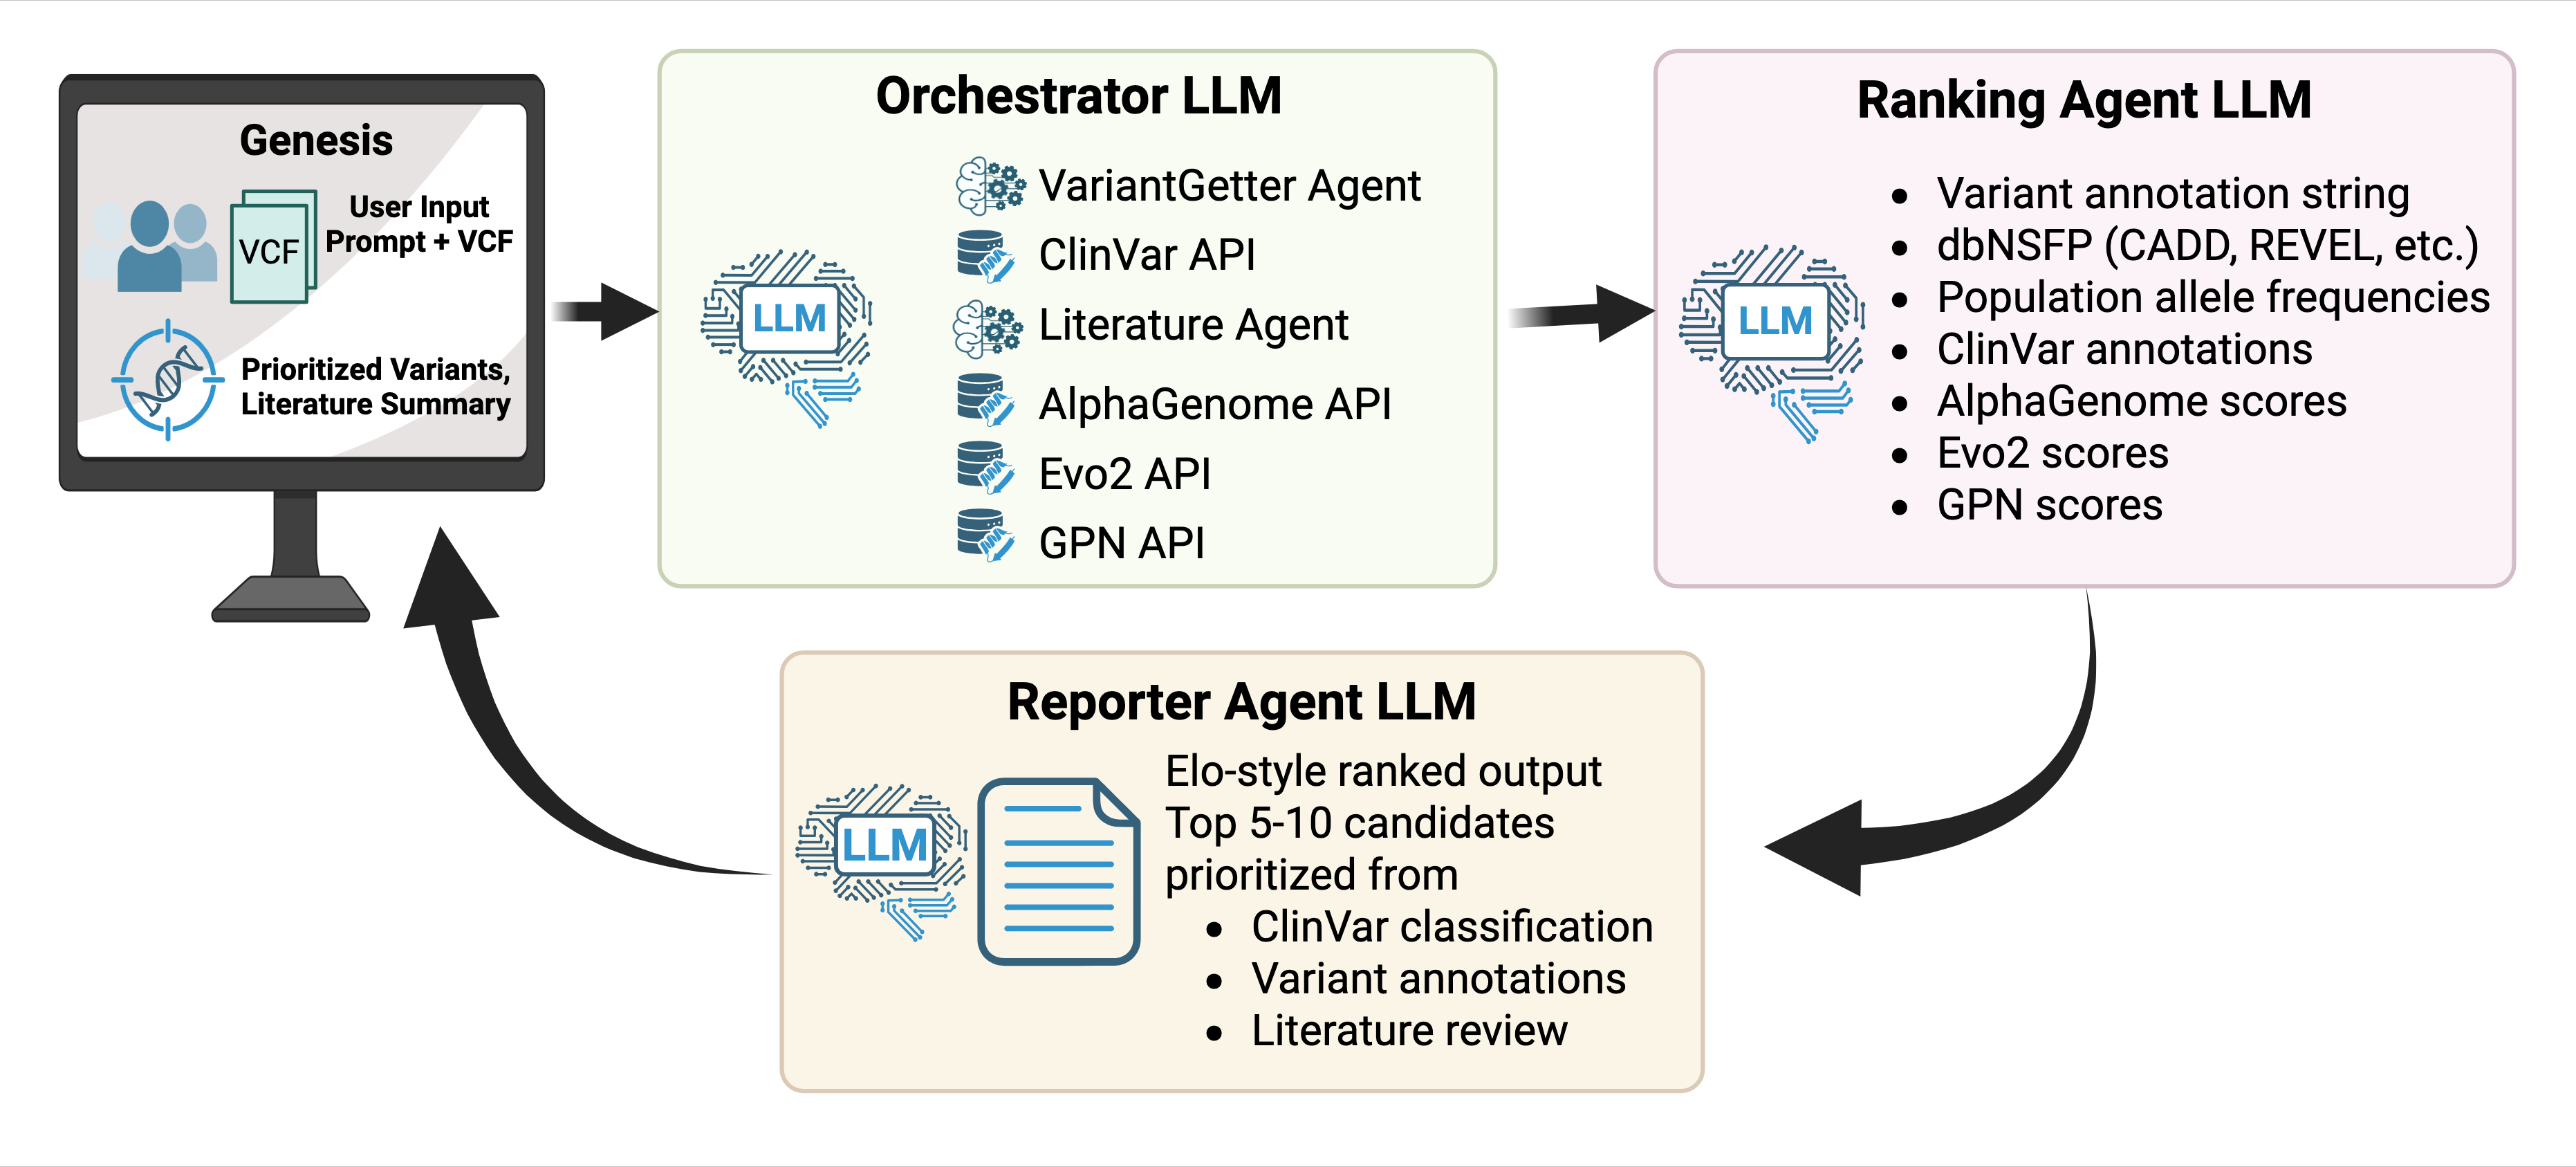 Genesis
VCF
User Input
Prompt + VCF
Prioritized Variants,
Literature Summary
Orchestrator LLM
LLM
VariantGetter Agent
ClinVar API
Literature Agent
AlphaGenome API
Evo2 API
GPN API
Ranking Agent LLM
LLM
• Variant annotation string
• dbNSFP (CADD, REVEL, etc.)
• Population allele frequencies
• ClinVar annotations
• AlphaGenome scores
• Evo2 scores
• GPN scores
Reporter Agent LLM
LLM
Elo-style ranked output
Top 5-10 candidates
prioritized from
• ClinVar classification
• Variant annotations
• Literature review